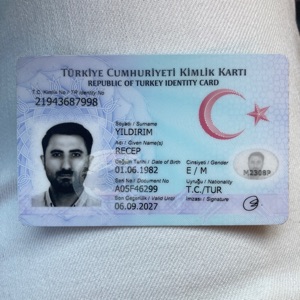 TÜRKİYE CUMHURİYETİ KİMLİK KARTI
REPUBLIC OF TURKEY IDENTITY CARD
T.C. Kimlik No / TR Identity No
21943687998
Soyadı / Surname
YILDIRIM
Adı / Given Name(s)
RECEP
Doğum Tarihi / Date of Birth Cinsiyeti / Gender
01.06.1982 E / M
Seri No / Document No Uyruğu / Nationality
A05F46299 T.C./TUR
Son Geçerlilik / Valid Until İmzası / Signature
06.09.2027